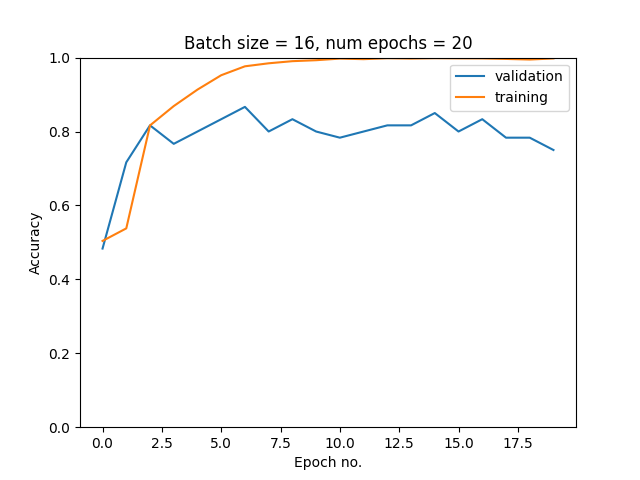 Batch size = 16, num epochs = 20
1.0
0.8
0.6
0.4
0.2
0.0
Accuracy
validation
training
0.0 2.5 5.0 7.5 10.0 12.5 15.0 17.5
Epoch no.